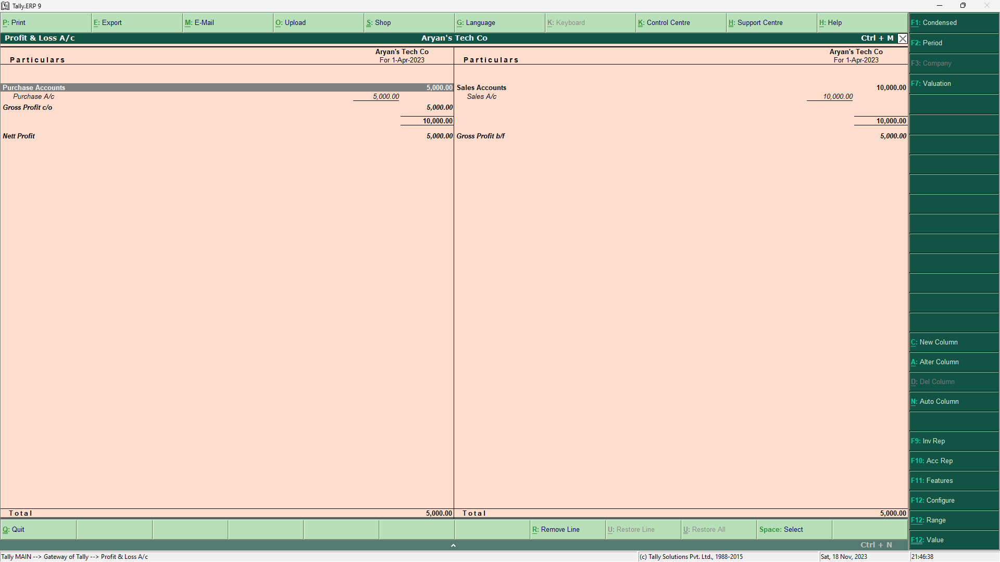 Tally.ERP 9
P: Print E: Export M: E-Mail O: Upload S: Shop G: Language K: Keyboard K: Control Centre H: Support Centre H: Help
Profit & Loss A/c Aryan's Tech Co Ctrl + M
Particulars Aryan's Tech Co For 1-Apr-2023
Purchase Accounts 5,000.00
Purchase A/c 5,000.00
Gross Profit c/o 5,000.00
10,000.00
Nett Profit 5,000.00
Total 5,000.00
Particulars Aryan's Tech Co For 1-Apr-2023
Sales Accounts 10,000.00
Sales A/c 10,000.00
10,000.00
Gross Profit b/f 5,000.00
Total 5,000.00
F1: Condensed
F2: Period
F3: Company
F7: Valuation
C: New Column
A: Alter Column
D: Del Column
N: Auto Column
F9: Inv Rep
F10: Acc Rep
F11: Features
F12: Configure
F12: Range
F12: Value
Q: Quit R: Remove Line U: Restore Line U: Restore All Space: Select
Ctrl + N
Tally MAIN --> Gateway of Tally --> Profit & Loss A/c (c) Tally Solutions Pvt. Ltd., 1988-2015 Sat, 18 Nov, 2023 21:46:38